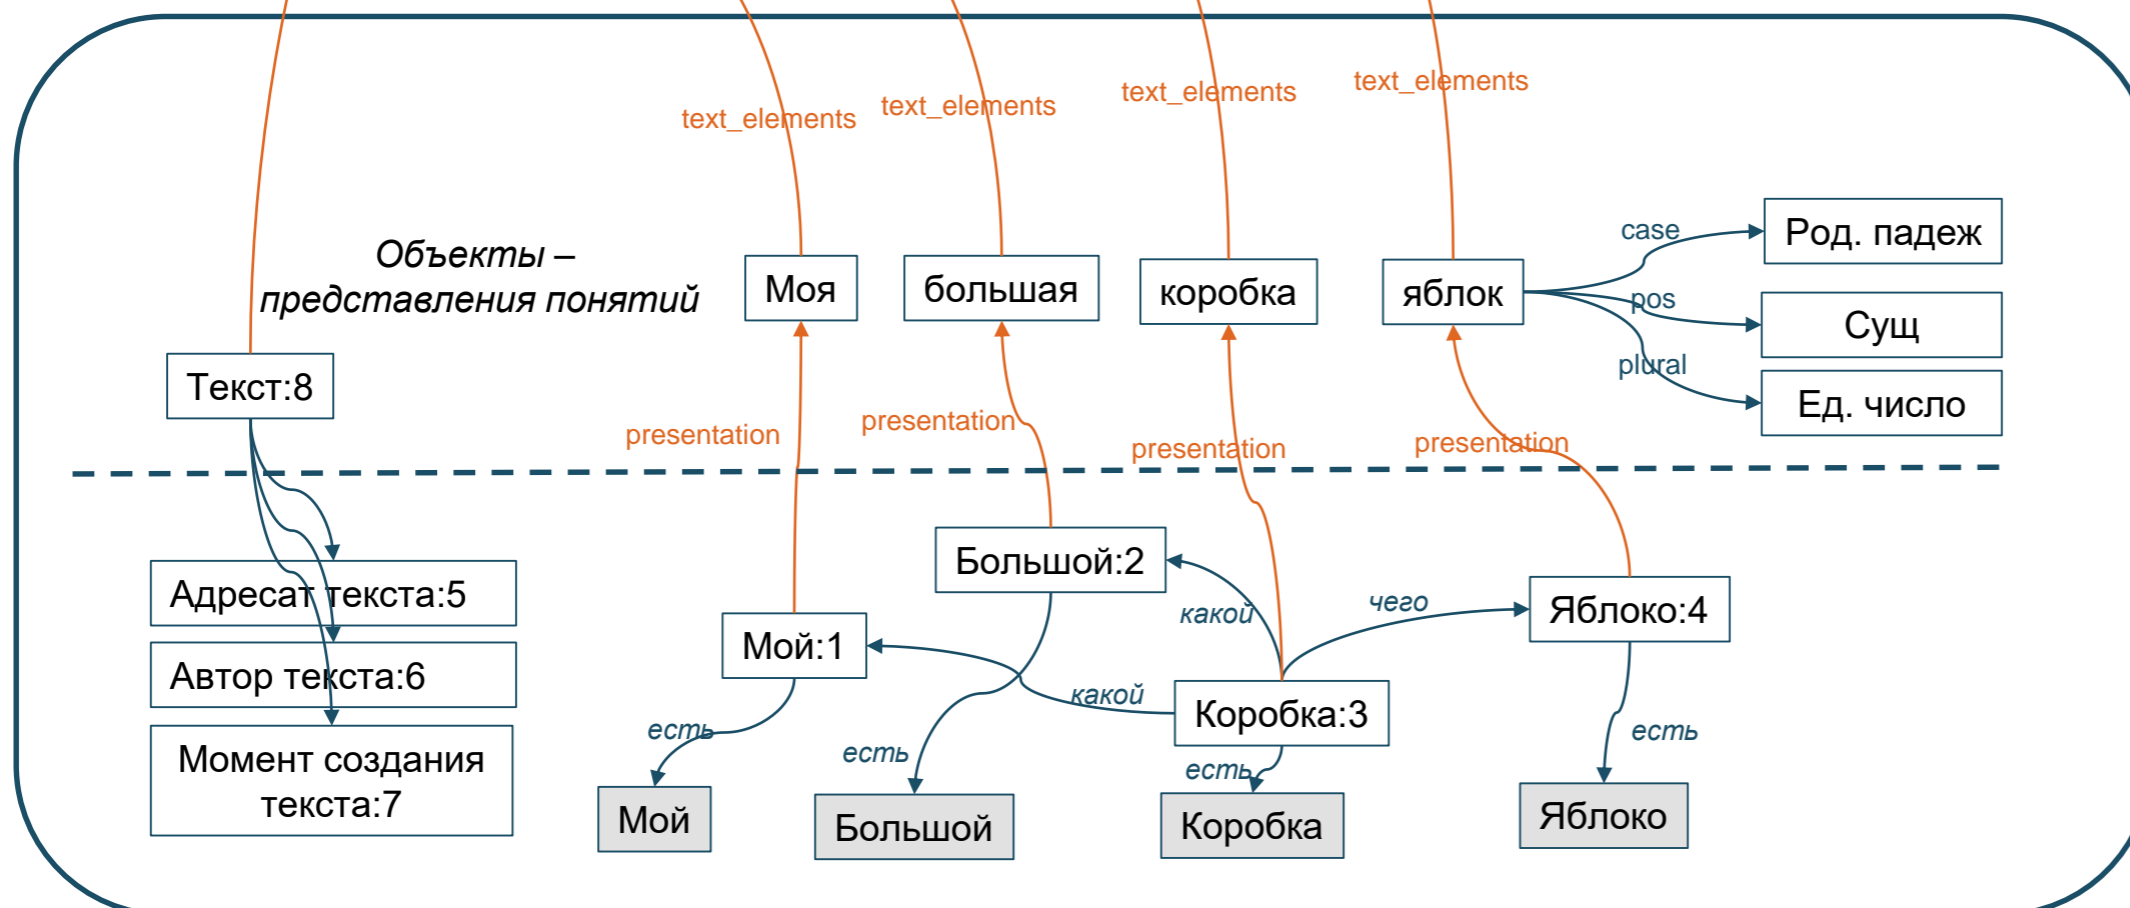 text_elements
text_elements
text_elements
text_elements
Объекты –
представления понятий
Моя
большая
коробка
яблок
case
pos
plural
Род. падеж
Сущ
Ед. число
Текст:8
presentation
presentation
presentation
presentation
Адресат текста:5
Автор текста:6
Момент создания
текста:7
Большой:2
Мой:1
какой
какой
чего
Яблоко:4
Коробка:3
есть
есть
есть
есть
Мой
Большой
Коробка
Яблоко